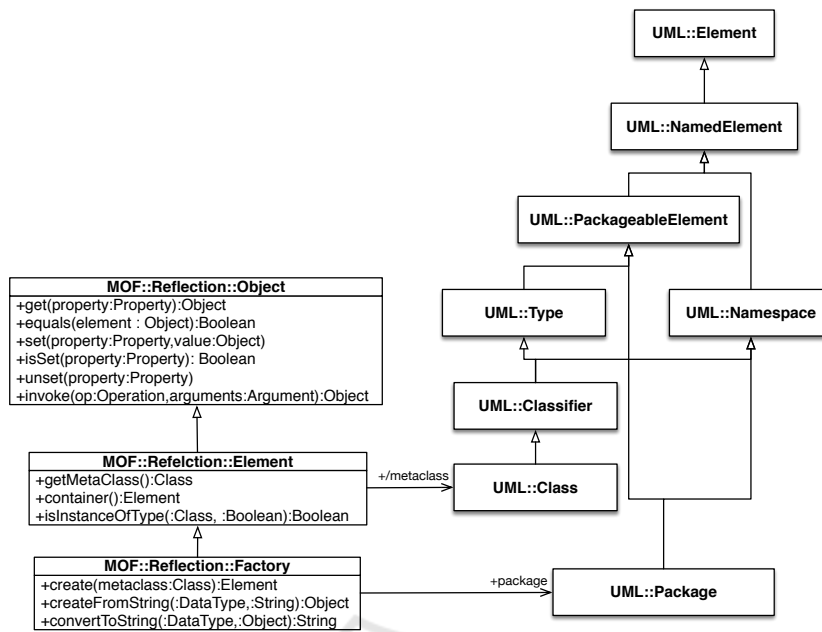 UML::Element
UML::NamedElement
UML::PackageableElement
MOF::Reflection::Object
+get(property:Property):Object
+equals(element : Object):Boolean
+set(property:Property,value:Object)
+isSet(property:Property): Boolean
+unset(property:Property)
+invoke(op:Operation,arguments:Argument):Object
UML::Type
UML::Namespace
UML::Classifier
MOF::Refelction::Element
+getMetaClass():Class
+container():Element
+isInstanceOfType(:Class, :Boolean):Boolean
+/metaclass
UML::Class
MOF::Reflection::Factory
+create(metaclass:Class):Element
+createFromString(:DataType,:String):Object
+convertToString(:DataType,:Object):String
+package
UML::Package